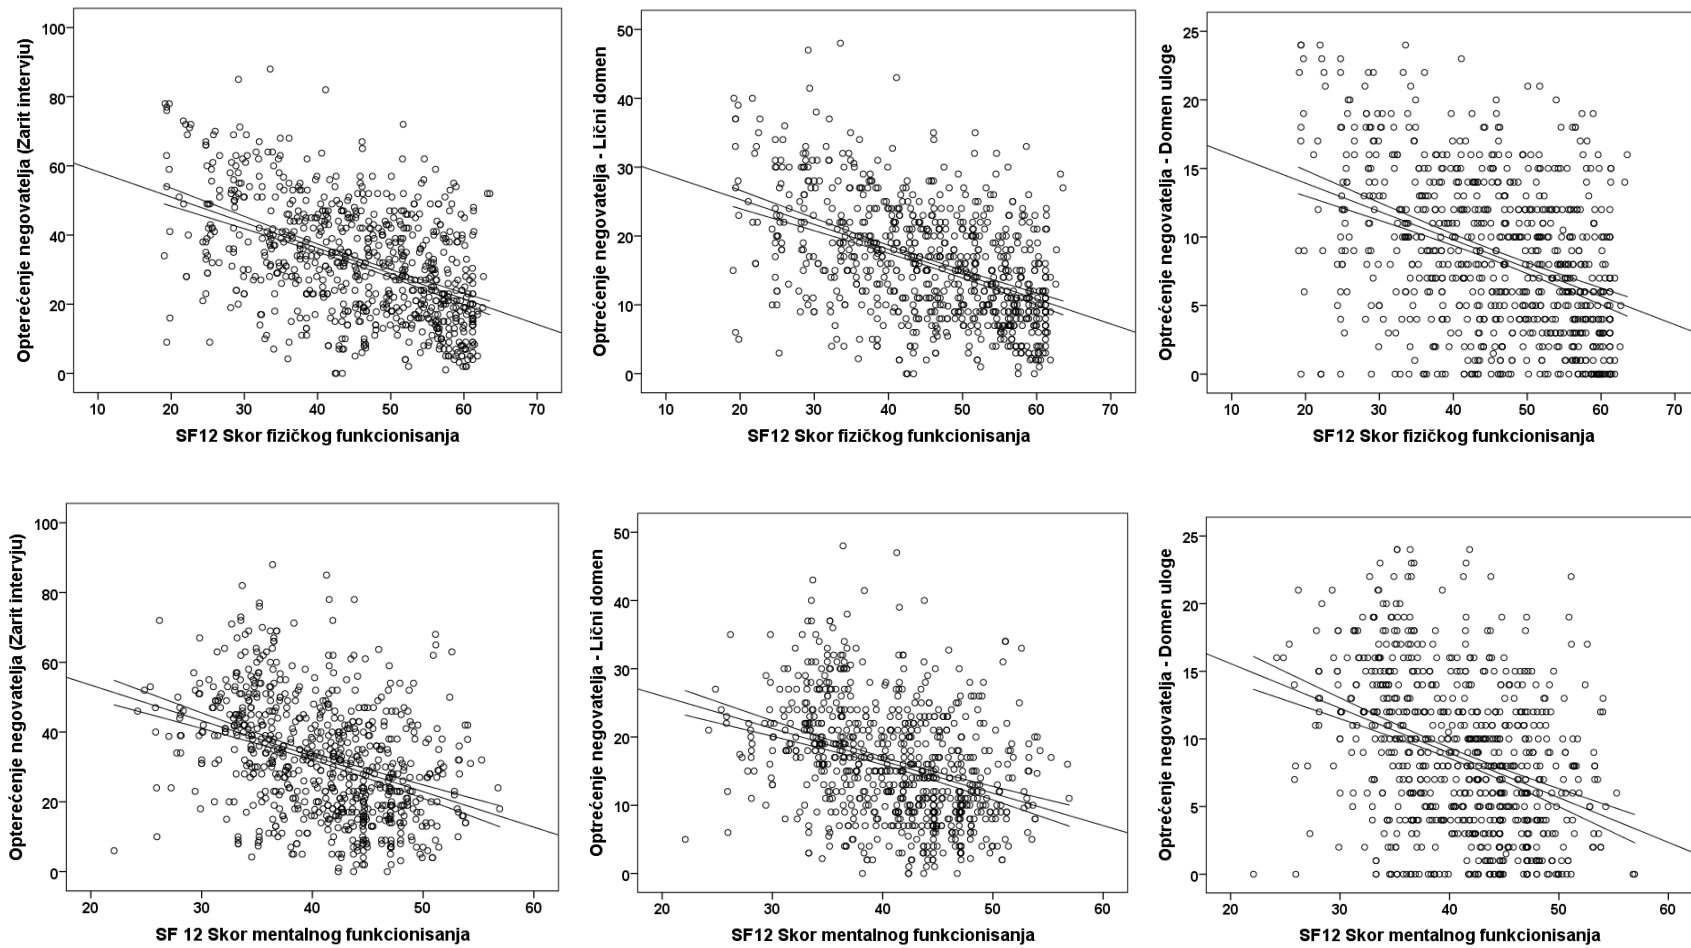 Opterećenje negovatelja (Zarit intervju)
100
80
60
40
20
0
10 20 30 40 50 60 70
SF12 Skor fizičkog funkcionisanja
Optrećenje negovatelja - Lični domen
50
40
30
20
10
0
10 20 30 40 50 60 70
SF12 Skor fizičkog funkcionisanja
Optrećenje negovatelja - Domen uloge
25
20
15
10
5
0
10 20 30 40 50 60 70
SF12 Skor fizičkog funkcionisanja
Opterećenje negovatelja (Zarit intervju)
100
80
60
40
20
0
20 30 40 50 60
SF 12 Skor mentalnog funkcionisanja
Optrećenje negovatelja - Lični domen
50
40
30
20
10
0
20 30 40 50 60
SF12 Skor mentalnog funkcionisanja
Optrećenje negovatelja - Domen uloge
25
20
15
10
5
0
20 30 40 50 60
SF12 Skor mentalnog funkcionisanja